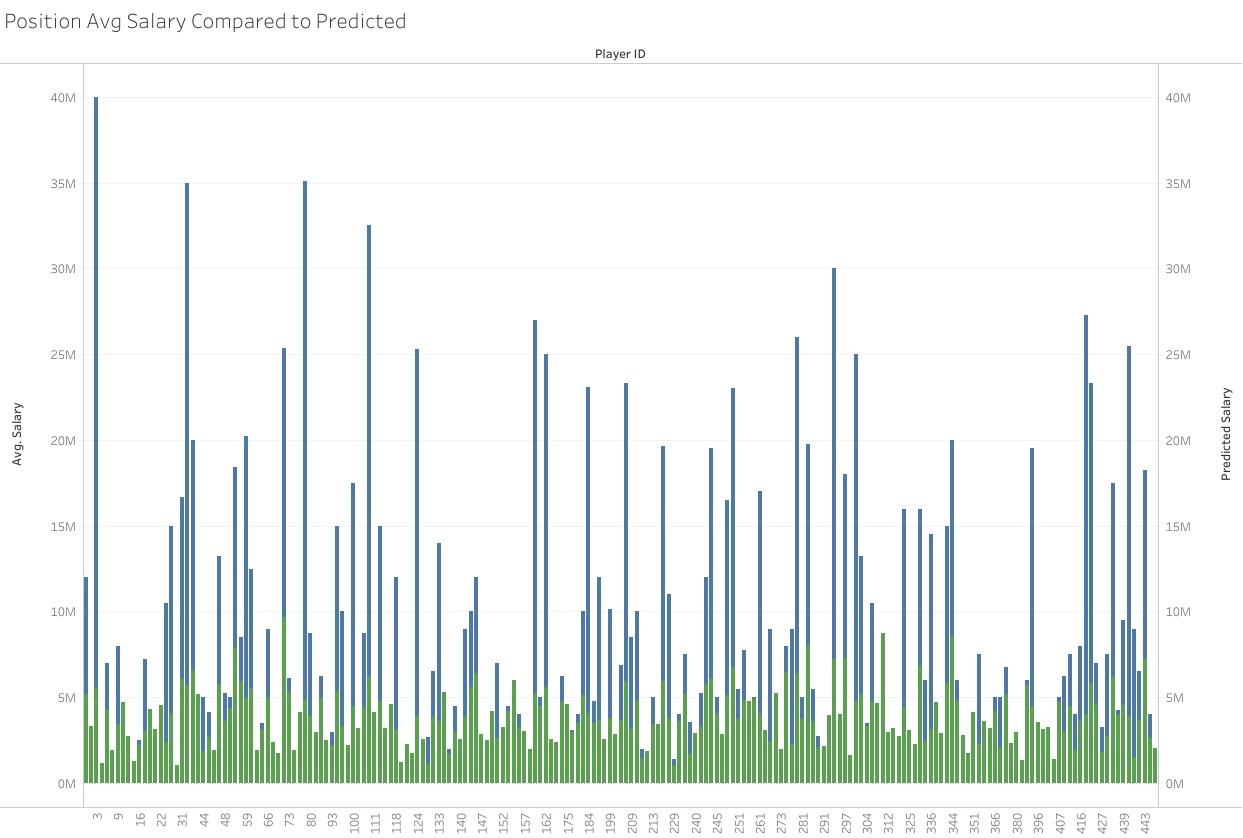 Position Avg Salary Compared to Predicted
Player ID
40M
40M
35M
35M
30M
30M
25M
25M
20M
20M
15M
15M
10M
10M
5M
5M
0M
0M
Avg. Salary
Predicted Salary
3
9
16
22
31
44
48
59
66
73
80
93
100
111
118
124
133
140
147
152
157
162
175
184
199
209
213
229
240
245
251
261
273
281
291
297
304
312
325
336
344
351
366
380
396
407
416
427
439
443